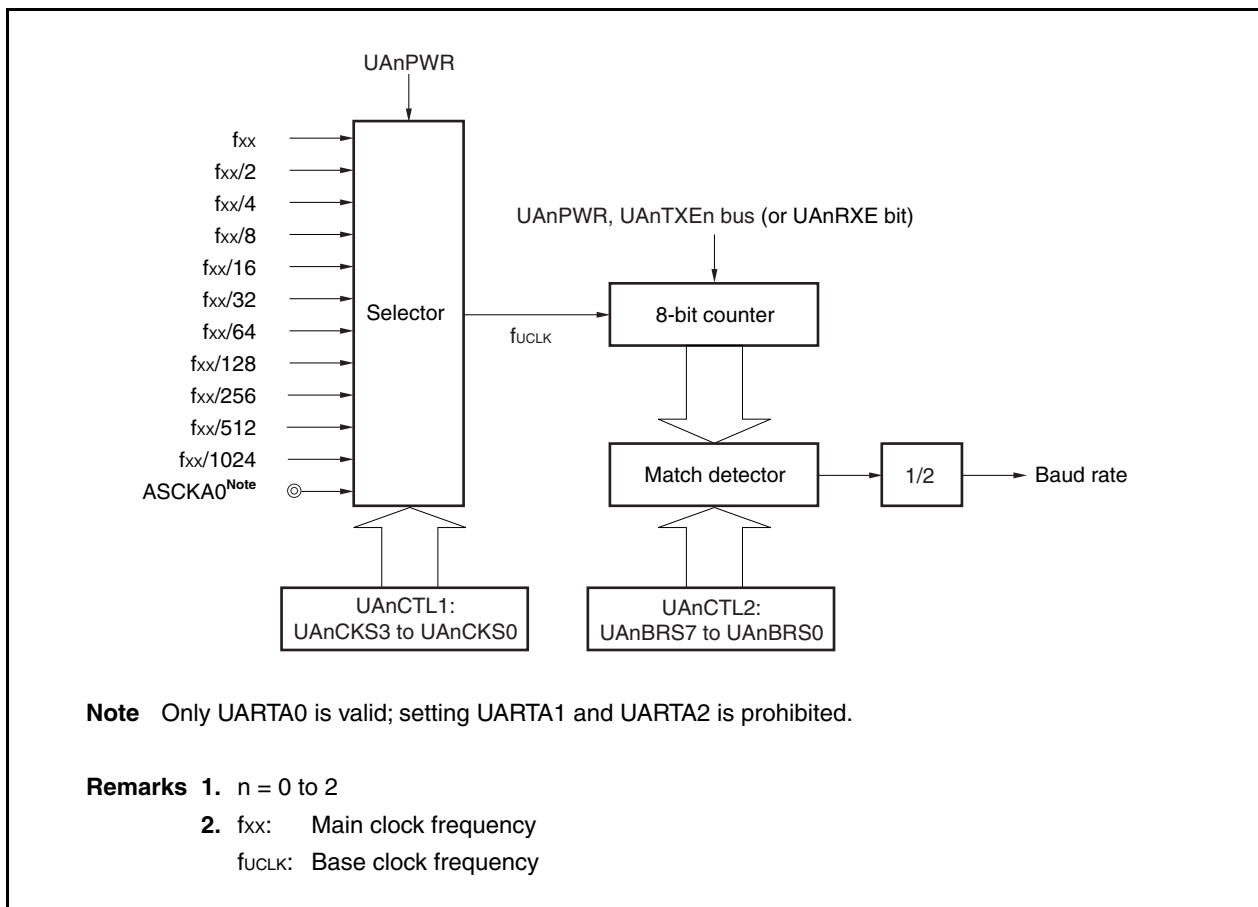 UAnPWR
fxx
fxx/2
fxx/4
fxx/8
fxx/16
fxx/32
fxx/64
fxx/128
fxx/256
fxx/512
fxx/1024
ASCKA0Note
Selector
fUCLK
UAnPWR, UAnTXEn bus (or UAnRXE bit)
8-bit counter
Match detector
1/2
Baud rate
UAnCTL1:
UAnCKS3 to UAnCKS0
UAnCTL2:
UAnBRS7 to UAnBRS0
Note Only UARTA0 is valid; setting UARTA1 and UARTA2 is prohibited.
Remarks 1. n = 0 to 2
2. fxx: Main clock frequency
fUCLK: Base clock frequency